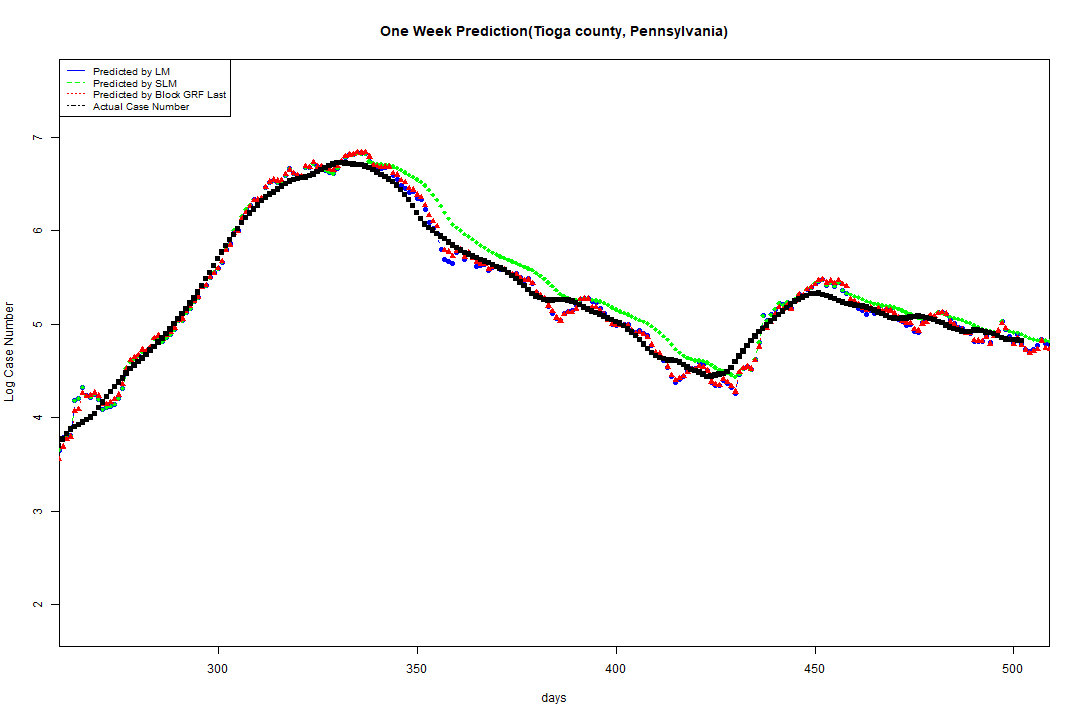 One Week Prediction(Tioga county, Pennsylvania)
Predicted by LM
Predicted by SLM
Predicted by Block GRF Last
Actual Case Number
7
6
5
4
3
2
Log Case Number
300 350 400 450 500
days